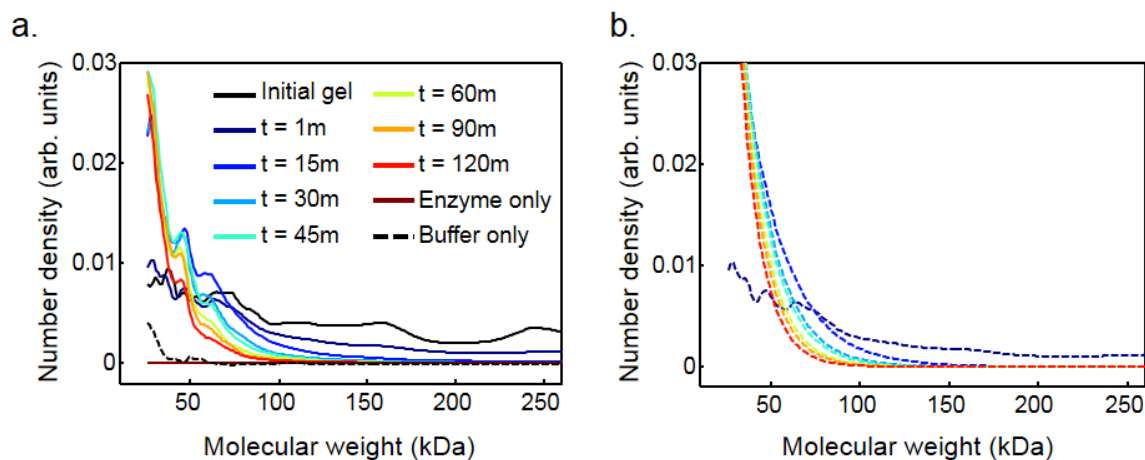 a.
Number density (arb. units)
0.03
0.02
0.01
0
Initial gel
t = 1m
t = 15m
t = 30m
t = 45m
t = 60m
t = 90m
t = 120m
Enzyme only
Buffer only
50 100 150 200 250
Molecular weight (kDa)
b.
Number density (arb. units)
0.03
0.02
0.01
0
50 100 150 200 250
Molecular weight (kDa)